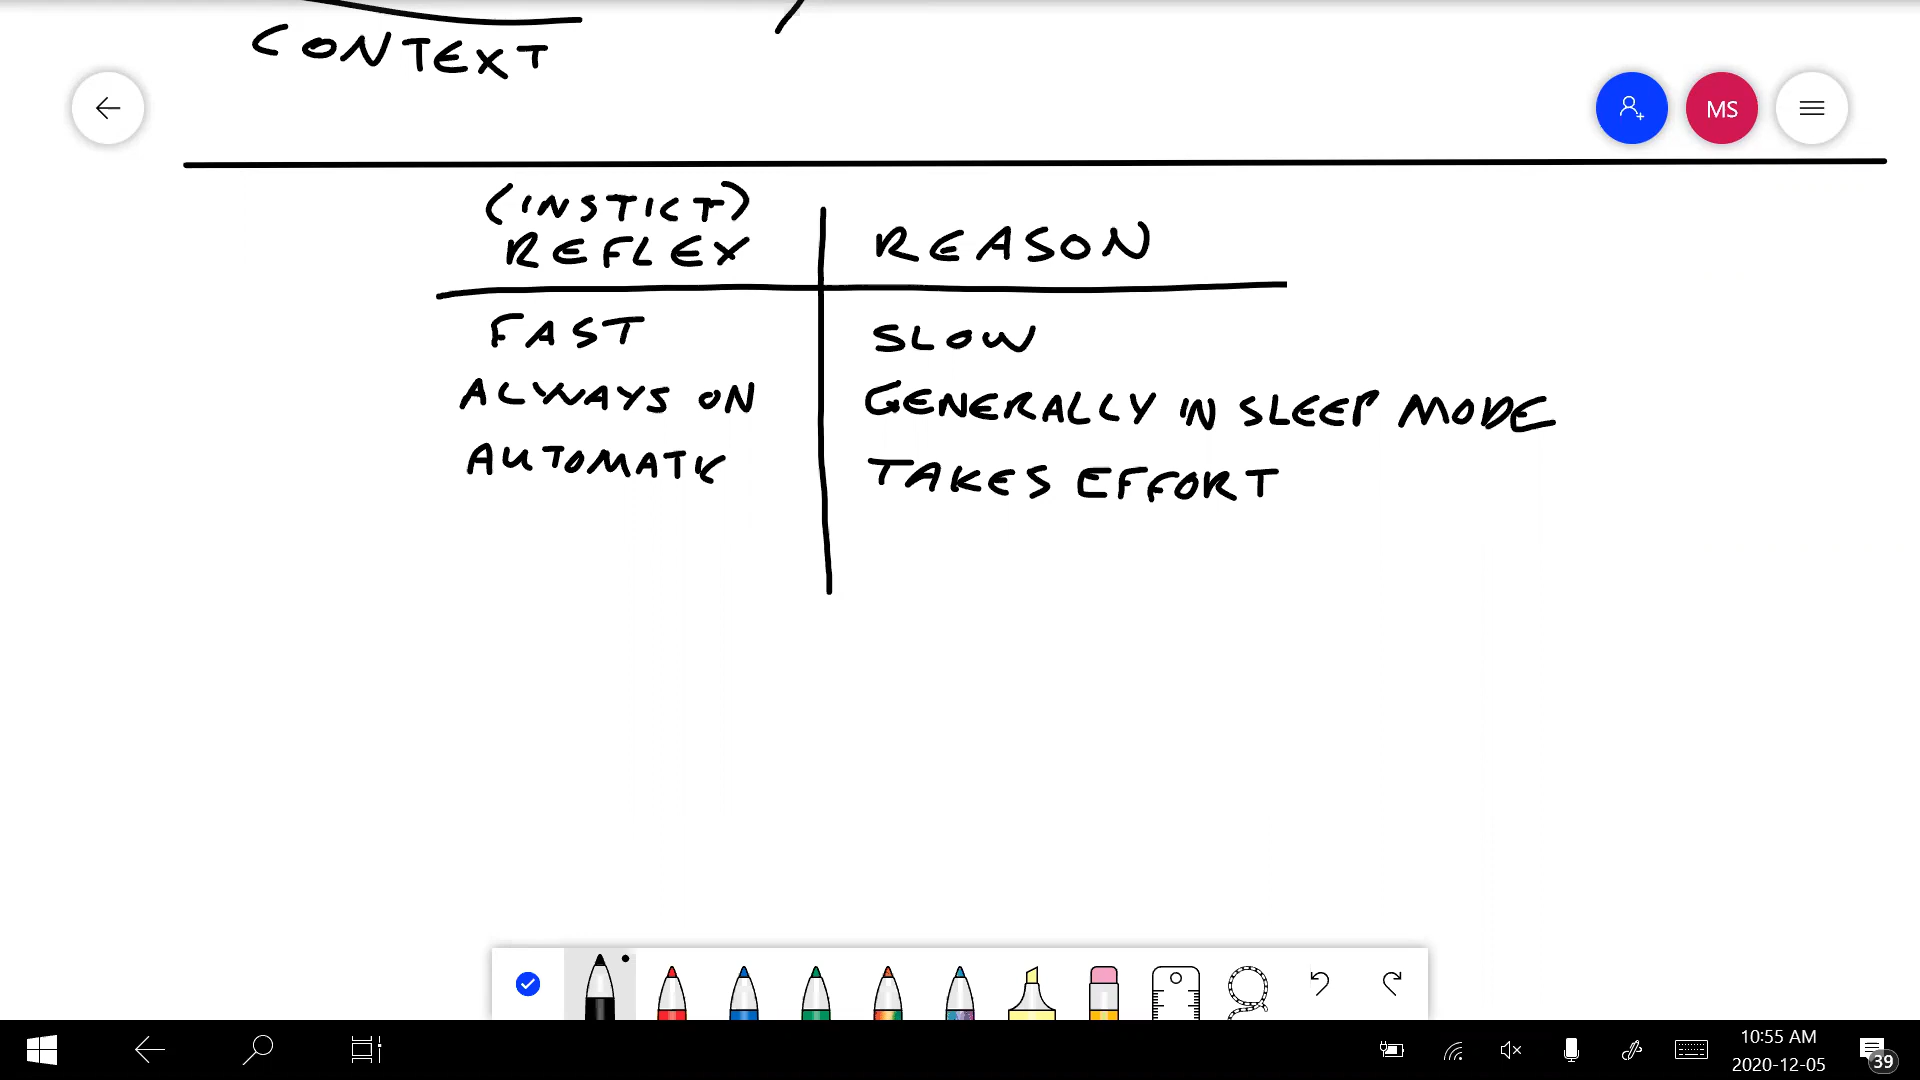 CONTEXT
MS
(INSTICT)
REFLEX
REASON
FAST
SLOW
ALWAYS ON
GENERALLY IN SLEEP MODE
AUTOMATIC
TAKES EFFORT
10:55 AM
2020-12-05
39